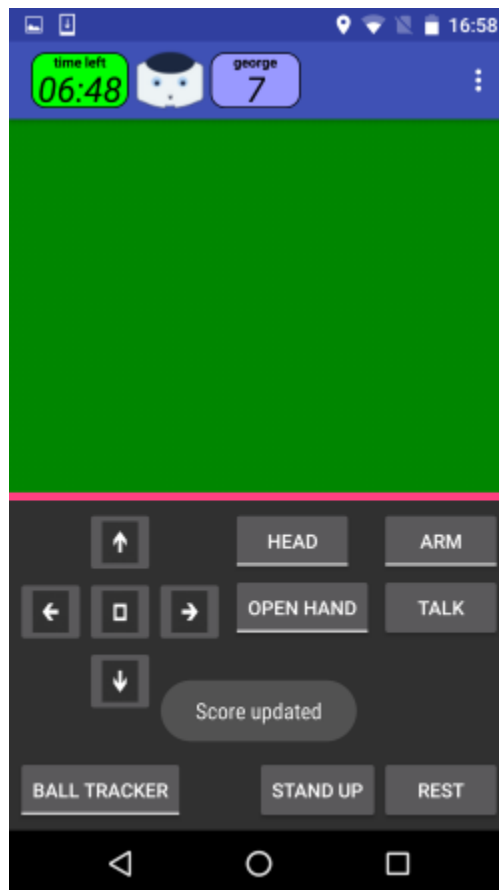 16:58
time left
06:48
george
7
HEAD
ARM
OPEN HAND
TALK
Score updated
BALL TRACKER
STAND UP
REST